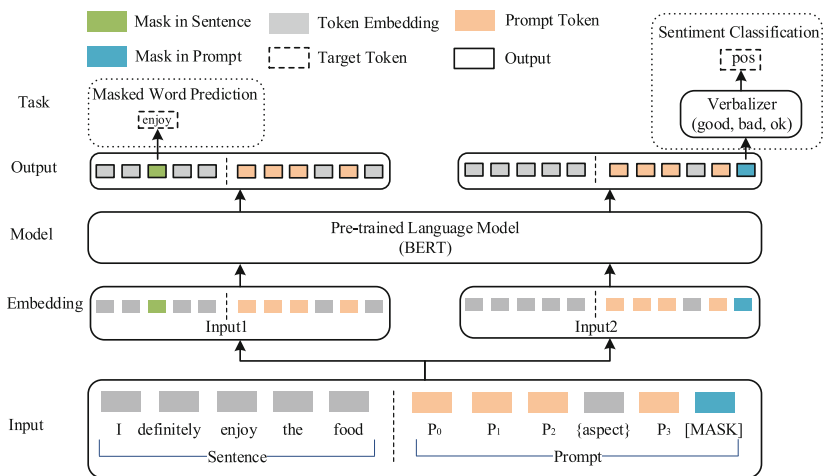 Mask in Sentence
Token Embedding
Prompt Token
Mask in Prompt
Target Token
Output
Sentiment Classification
pos
Verbalizer
(good, bad, ok)
Task
Masked Word Prediction
enjoy
Output
Model
Pre-trained Language Model
(BERT)
Embedding
Input1
Input2
Input
I definitely enjoy the food
P0 P1 P2 {aspect} P3 [MASK]
Sentence
Prompt